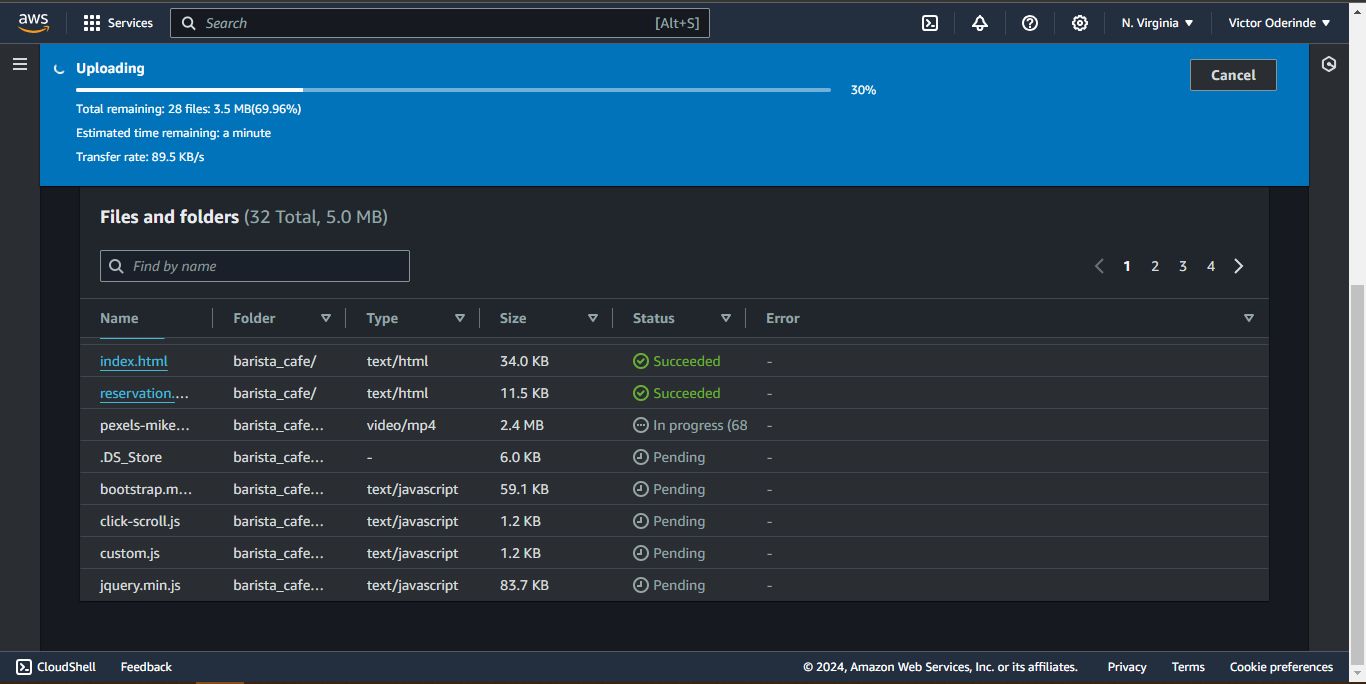 aws Services Search [Alt+S] N. Virginia Victor Oderinde
Uploading
30%
Cancel
Total remaining: 28 files: 3.5 MB(69.96%)
Estimated time remaining: a minute
Transfer rate: 89.5 KB/s
Files and folders (32 Total, 5.0 MB)
Find by name
1 2 3 4
Name Folder Type Size Status Error
index.html barista_cafe/ text/html 34.0 KB Succeeded -
reservation.... barista_cafe/ text/html 11.5 KB Succeeded -
pexels-mike... barista_cafe... video/mp4 2.4 MB In progress (68 -
.DS_Store barista_cafe... - 6.0 KB Pending -
bootstrap.m... barista_cafe... text/javascript 59.1 KB Pending -
click-scroll.js barista_cafe... text/javascript 1.2 KB Pending -
custom.js barista_cafe... text/javascript 1.2 KB Pending -
jquery.min.js barista_cafe... text/javascript 83.7 KB Pending -
CloudShell Feedback © 2024, Amazon Web Services, Inc. or its affiliates. Privacy Terms Cookie preferences